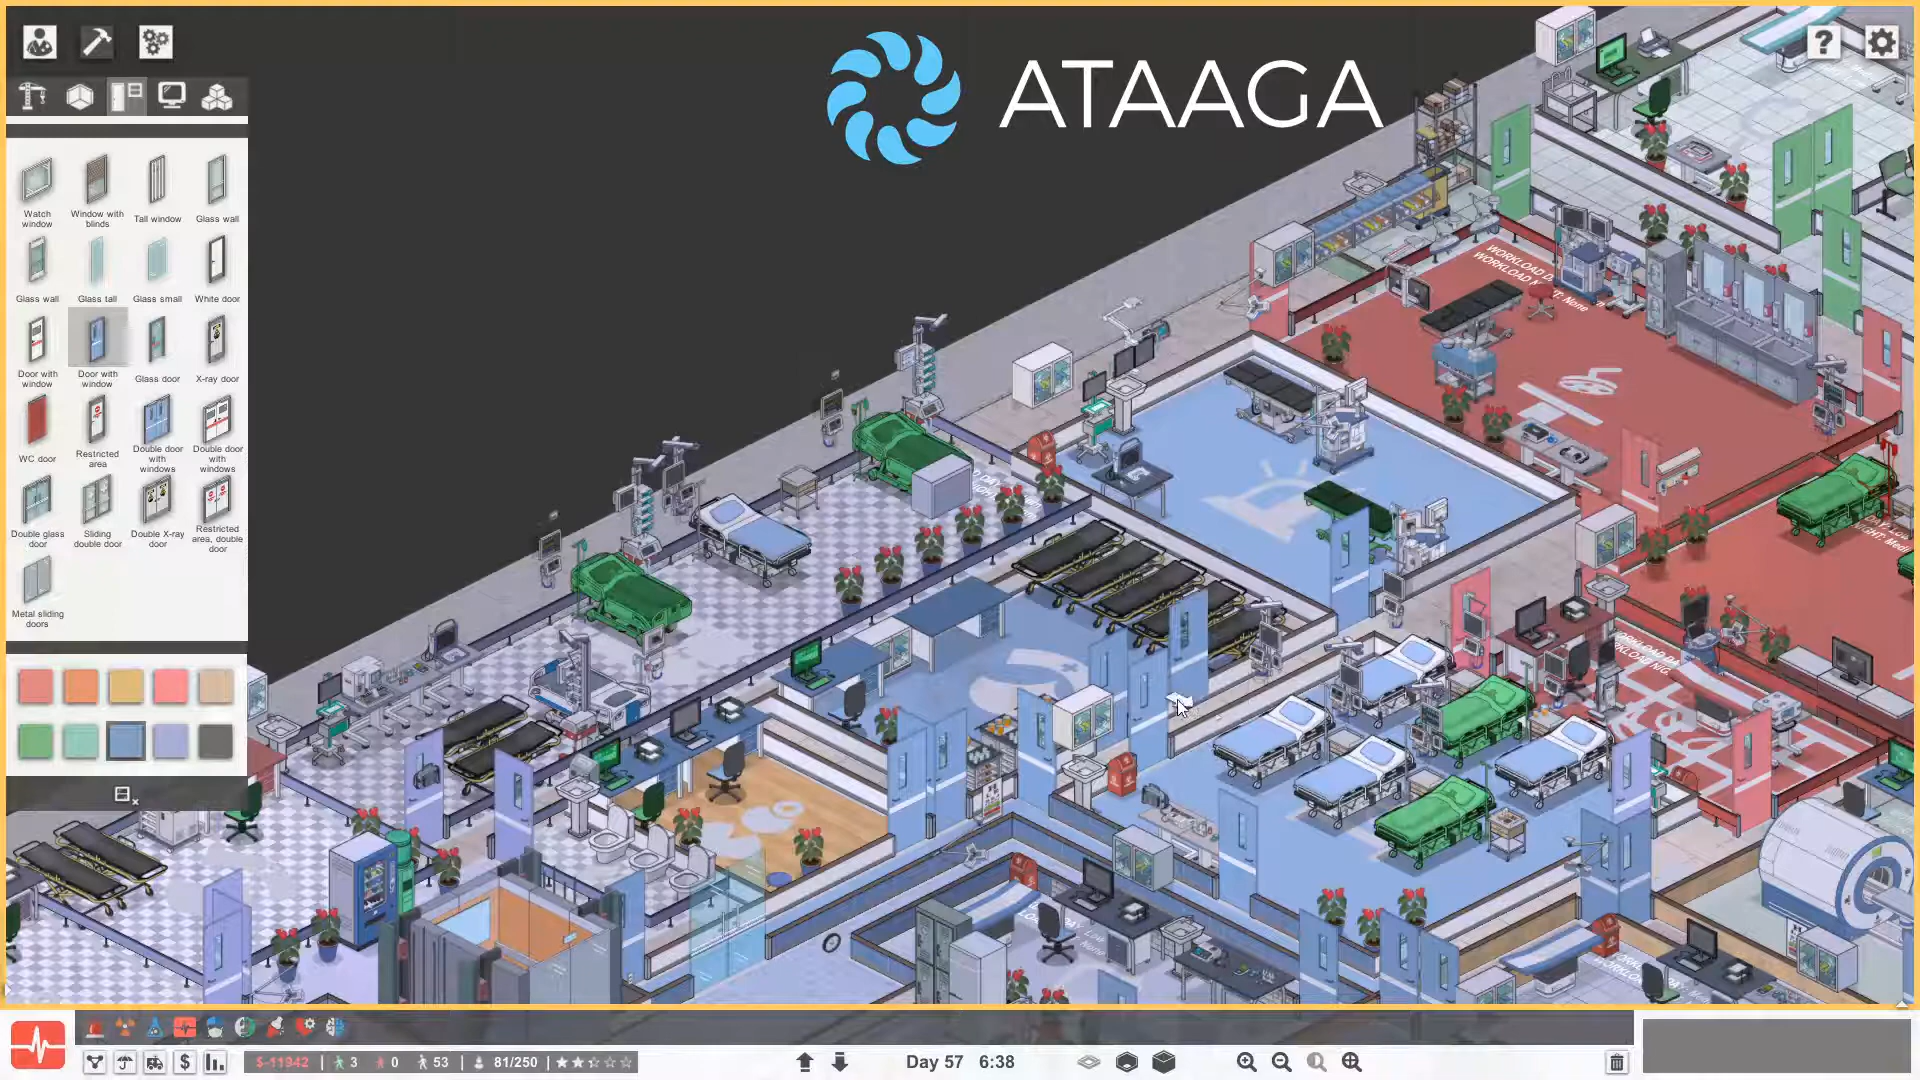 ATAAGA
Watch window
Window with blinds
Tall window
Glass wall
Glass wall
Glass tall
Glass small
White door
Door with window
Door with window
Glass door
X-ray door
WC door
Restricted area
Double door with windows
Double door with windows
Double glass door
Sliding double door
Double X-ray door
Restricted area, double door
Metal sliding doors
WORKLOAD
WORKLOAD
None
$-11942
3
0
53
81/250
Day 57 6:38